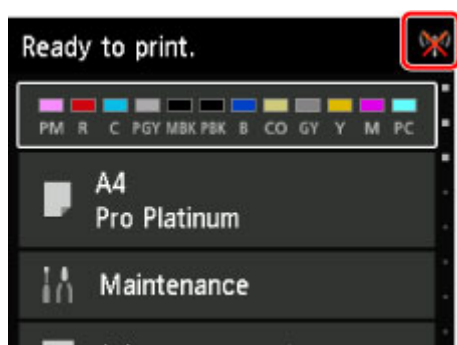 Ready to print.
PM R C PGY MBK PBK B CO GY Y M PC
A4
Pro Platinum
Maintenance